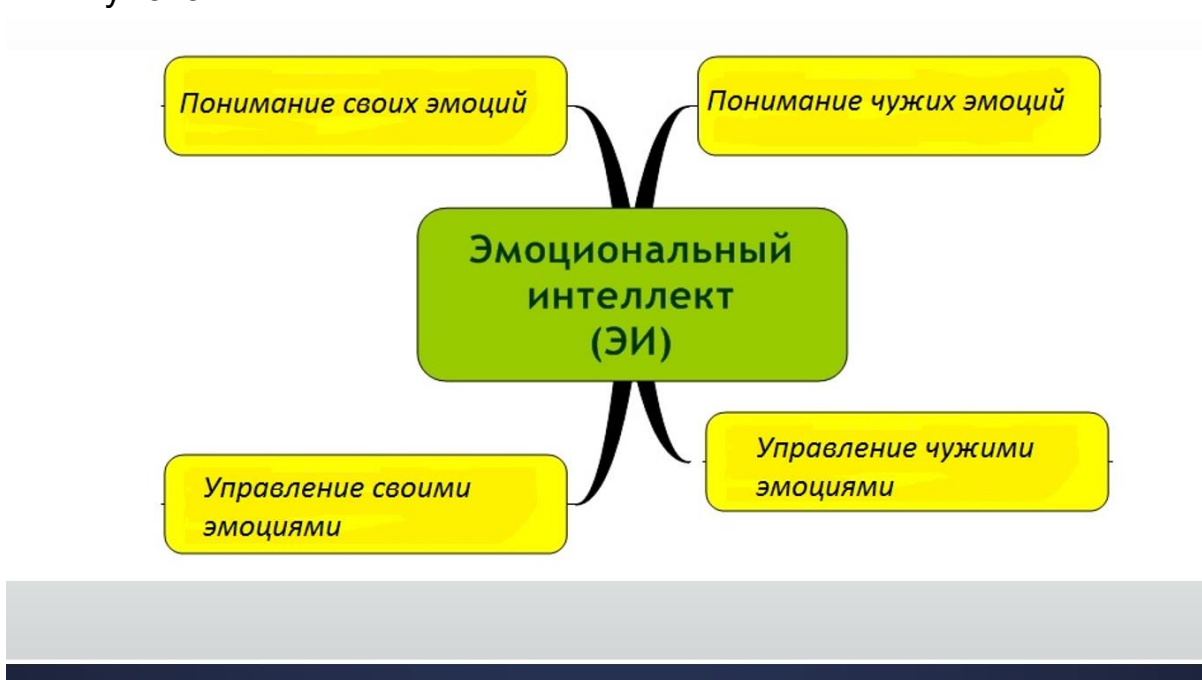 Понимание своих эмоций
Понимание чужих эмоций
Эмоциональный
интеллект
(ЭИ)
Управление чужими
эмоциями
Управление своими
эмоциями